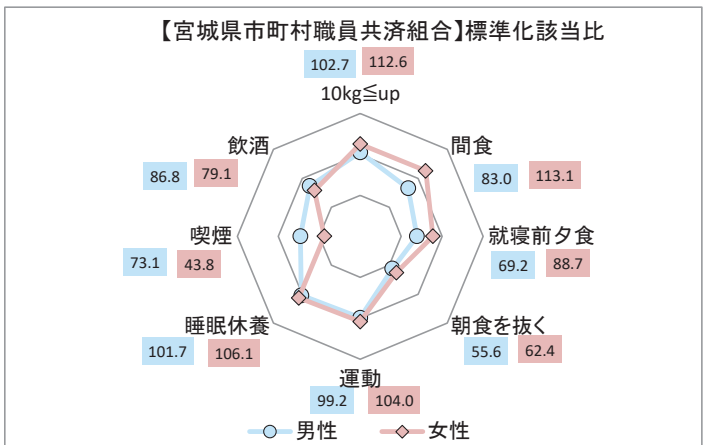 【宮城県市町村職員共済組合】標準化該当比
102.7 112.6
10kg≦up
飲酒
間食
86.8 79.1
83.0 113.1
喫煙
就寝前夕食
73.1 43.8
69.2 88.7
睡眠休養
朝食を抜く
101.7 106.1
55.6 62.4
運動
99.2 104.0
男性 女性